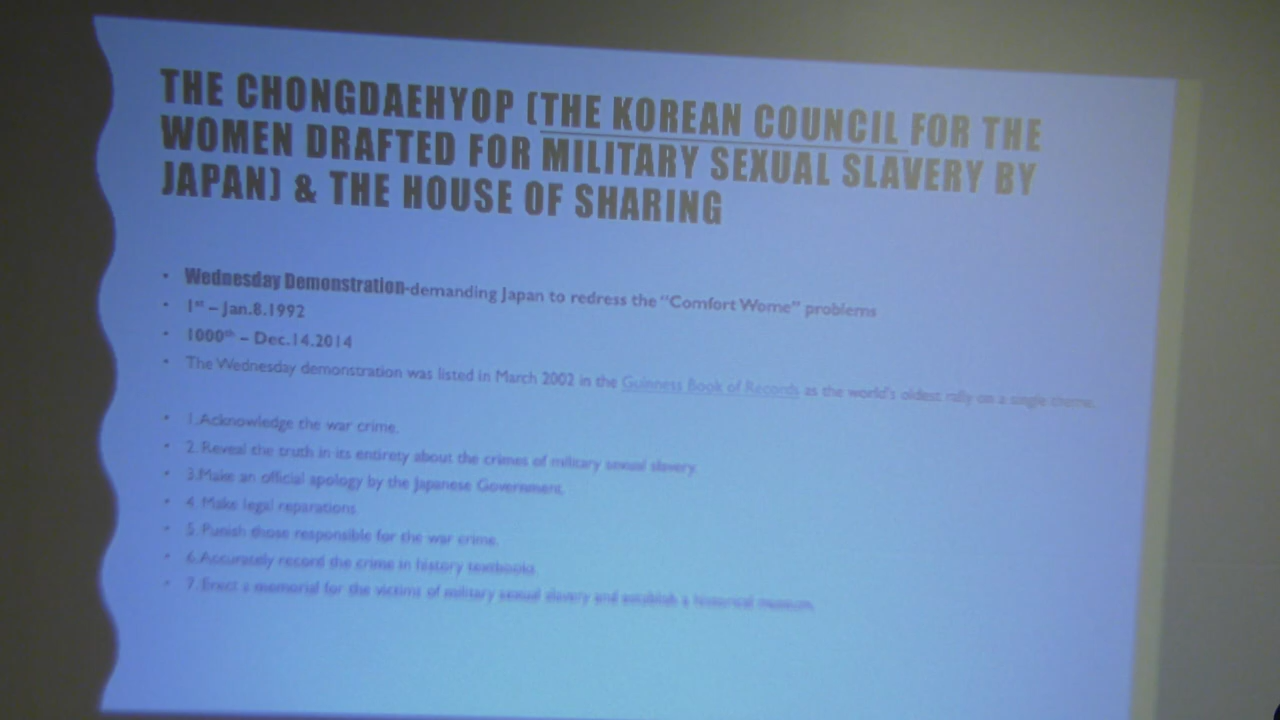 THE CHONGDAEHYOP (THE KOREAN COUNCIL FOR THE
WOMEN DRAFTED FOR MILITARY SEXUAL SLAVERY BY
JAPAN) & THE HOUSE OF SHARING
• Wednesday Demonstration-demanding Japan to redress the "Comfort Wome" problems
• 1st – Jan.8.1992
• 1000th – Dec.14.2014
• The Wednesday demonstration was listed in March 2002 in the Guinness Book of Records as the world's oldest rally on a single theme.
• 1.Acknowledge the war crime.
• 2. Reveal the truth in its entirety about the crimes of military sexual slavery.
• 3.Make an official apology by the Japanese Government.
• 4. Make legal reparations.
• 5. Punish those responsible for the war crime.
• 6.Accurately record the crime in history textbooks.
• 7. Erect a memorial for the victims of military sexual slavery and establish a historical museum.